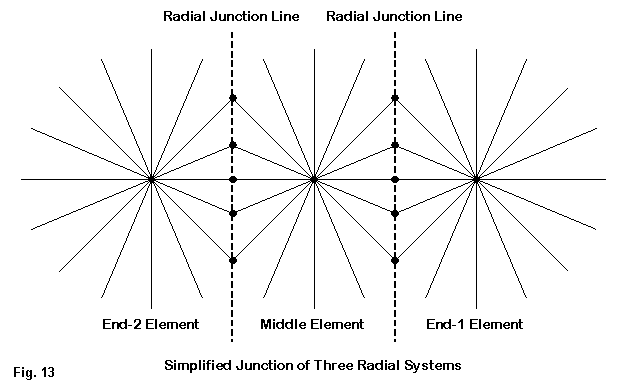 Radial Junction Line Radial Junction Line
End-2 Element Middle Element End-1 Element
Fig. 13 Simplified Junction of Three Radial Systems